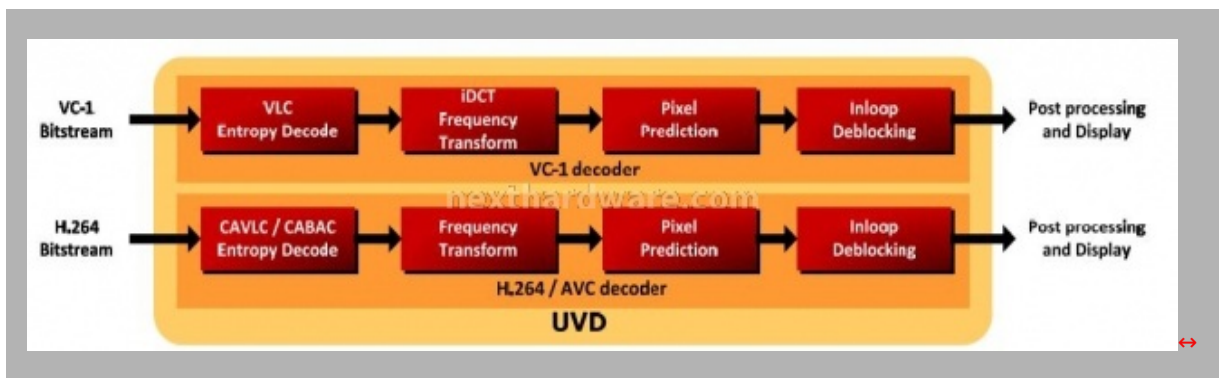 VC-1
Bitstream
VLC
Entropy Decode
iDCT
Frequency
Transform
Pixel
Prediction
Inloop
Deblocking
Post processing
and Display
VC-1 decoder
nexthardware.com
H.264
Bitstream
CAVLC / CABAC
Entropy Decode
Frequency
Transform
Pixel
Prediction
Inloop
Deblocking
Post processing
and Display
H.264 / AVC decoder
UVD